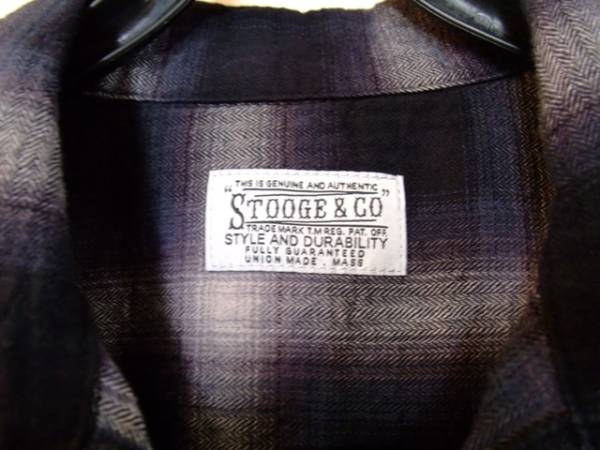 THIS IS GENUINE AND AUTHENTIC
"STOOGE & CO"
TRADE MARK T.M REG. PAT. OFF
STYLE AND DURABILITY
FULLY GUARANTEED
UNION MADE . MASS